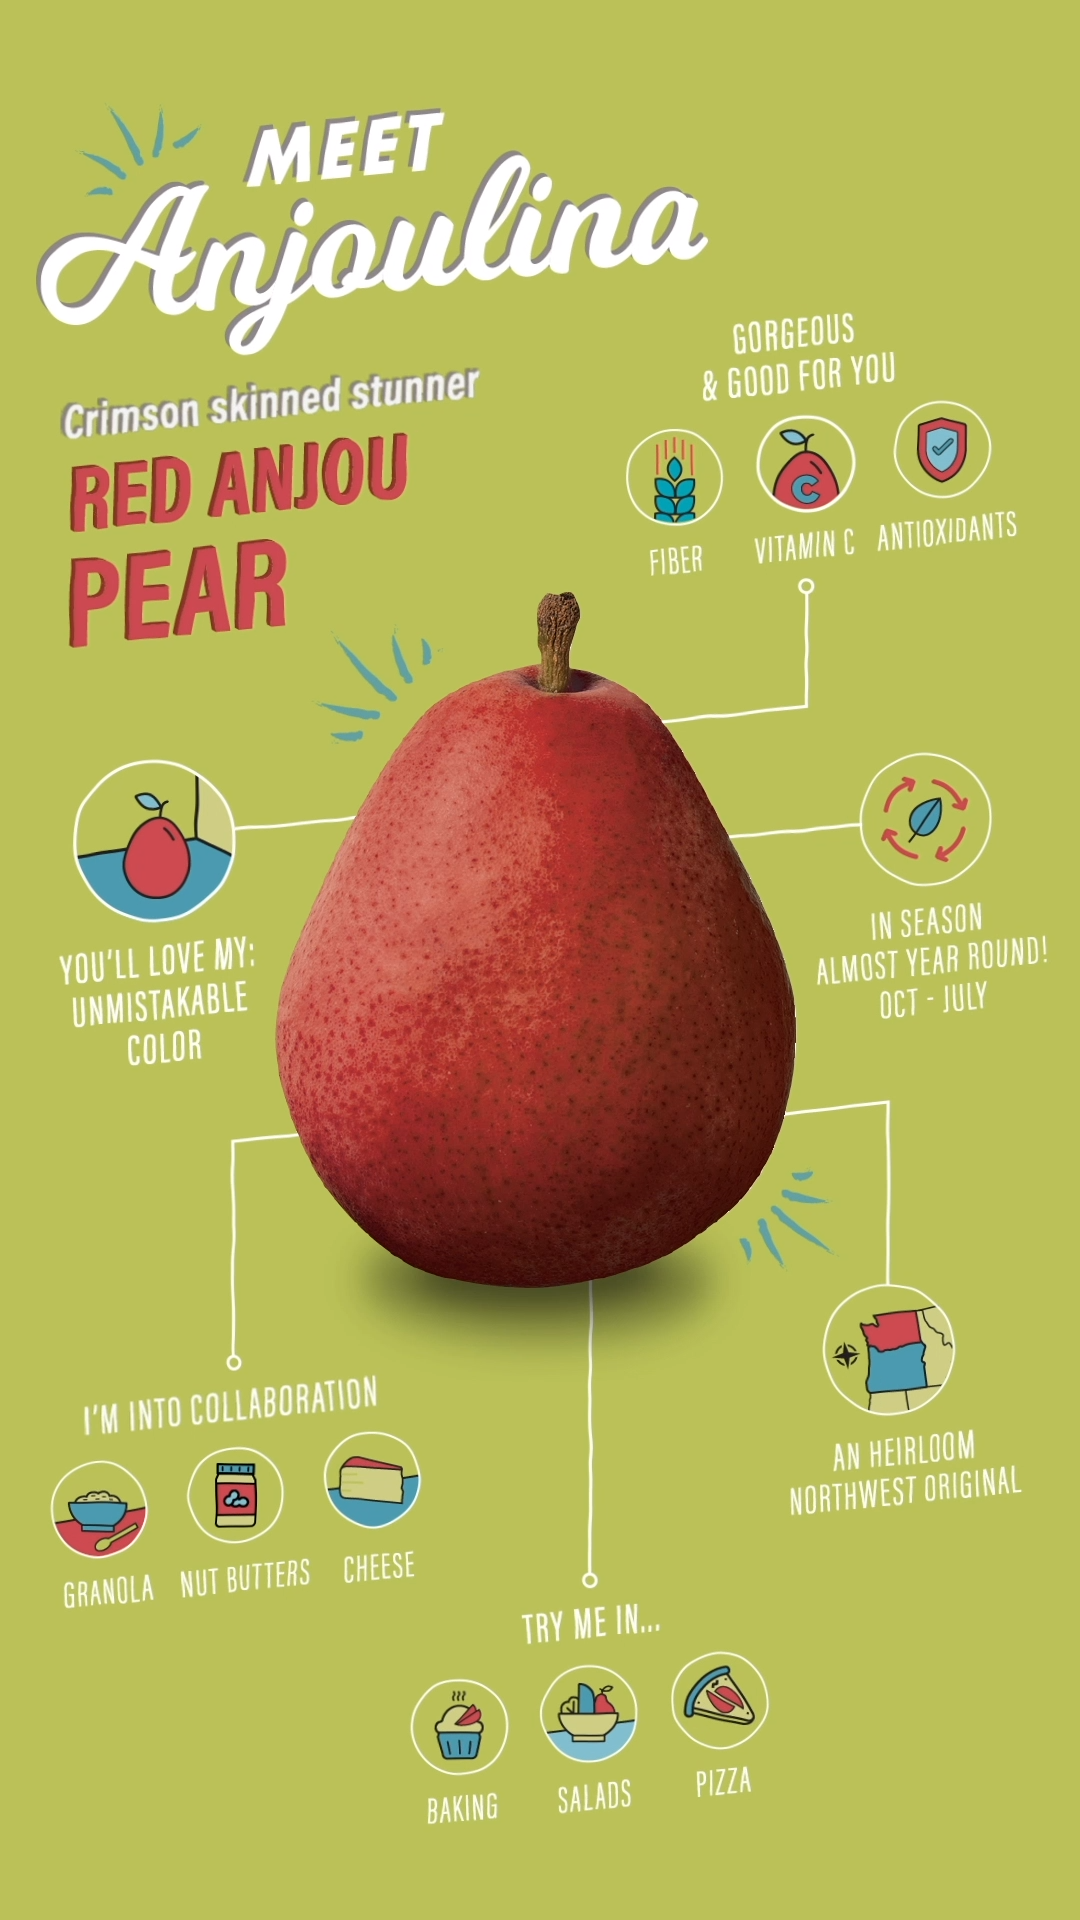 MEET
Anjoulina
Crimson skinned stunner
RED ANJOU
PEAR
GORGEOUS
& GOOD FOR YOU
FIBER
C
VITAMIN C
ANTIOXIDANTS
YOU'LL LOVE MY:
UNMISTAKABLE
COLOR
IN SEASON
ALMOST YEAR ROUND!
OCT - JULY
I'M INTO COLLABORATION
GRANOLA
NUT BUTTERS
CHEESE
AN HEIRLOOM
NORTHWEST ORIGINAL
TRY ME IN...
BAKING
SALADS
PIZZA